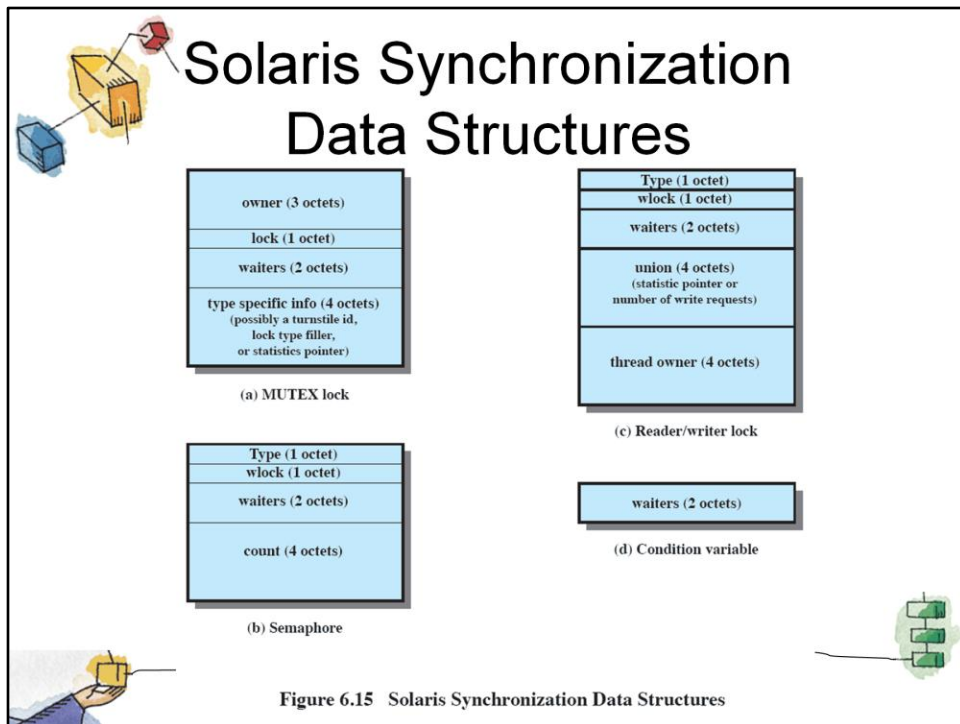 Solaris Synchronization
Data Structures
owner (3 octets)
lock (1 octet)
waiters (2 octets)
type specific info (4 octets)
(possibly a turnstile id,
lock type filler,
or statistics pointer)
(a) MUTEX lock
Type (1 octet)
wlock (1 octet)
waiters (2 octets)
count (4 octets)
(b) Semaphore
Type (1 octet)
wlock (1 octet)
waiters (2 octets)
union (4 octets)
(statistic pointer or
number of write requests)
thread owner (4 octets)
(c) Reader/writer lock
waiters (2 octets)
(d) Condition variable
Figure 6.15 Solaris Synchronization Data Structures